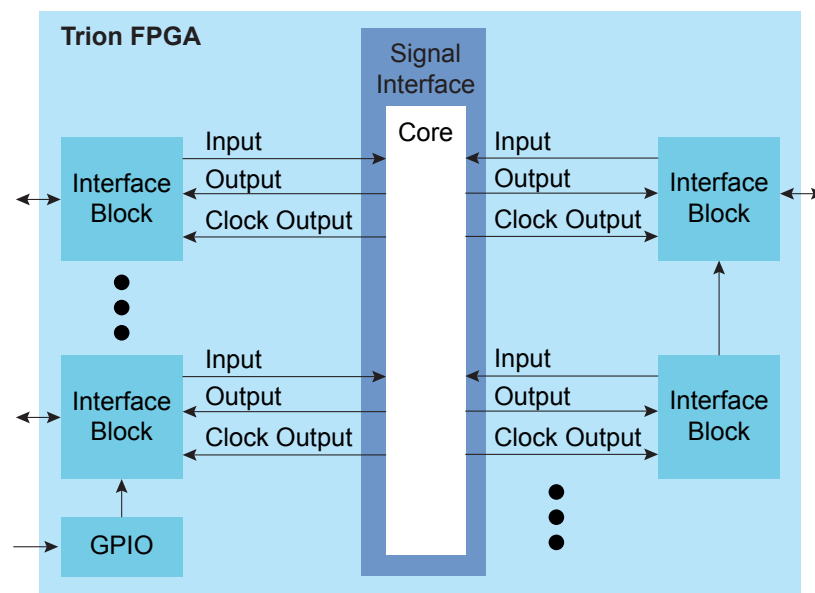 Trion FPGA
Signal
Interface
Core
Input
Output
Clock Output
Interface
Block
Input
Output
Clock Output
Interface
Block
Input
Output
Clock Output
Interface
Block
Input
Output
Clock Output
Interface
Block
GPIO